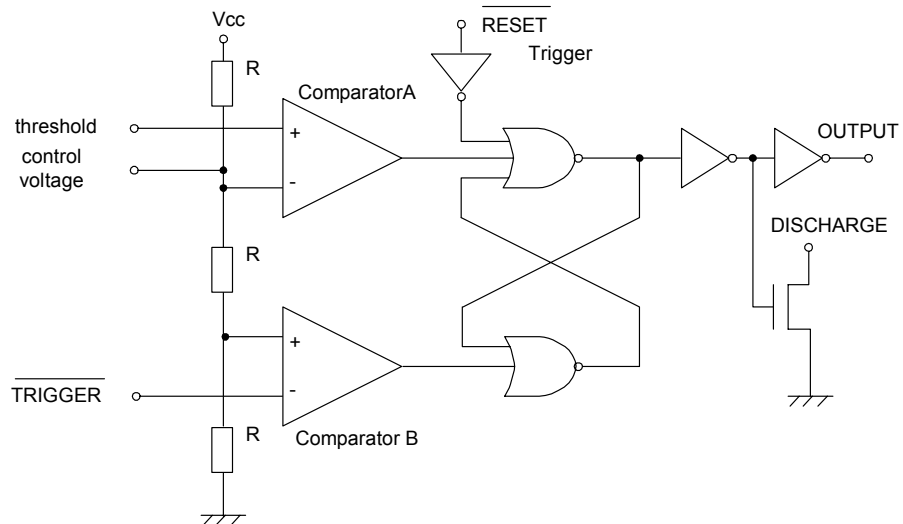 Vcc
RESET
Trigger
R
ComparatorA
threshold
control
voltage
+
-
OUTPUT
DISCHARGE
R
+
-
TRIGGER
R
Comparator B